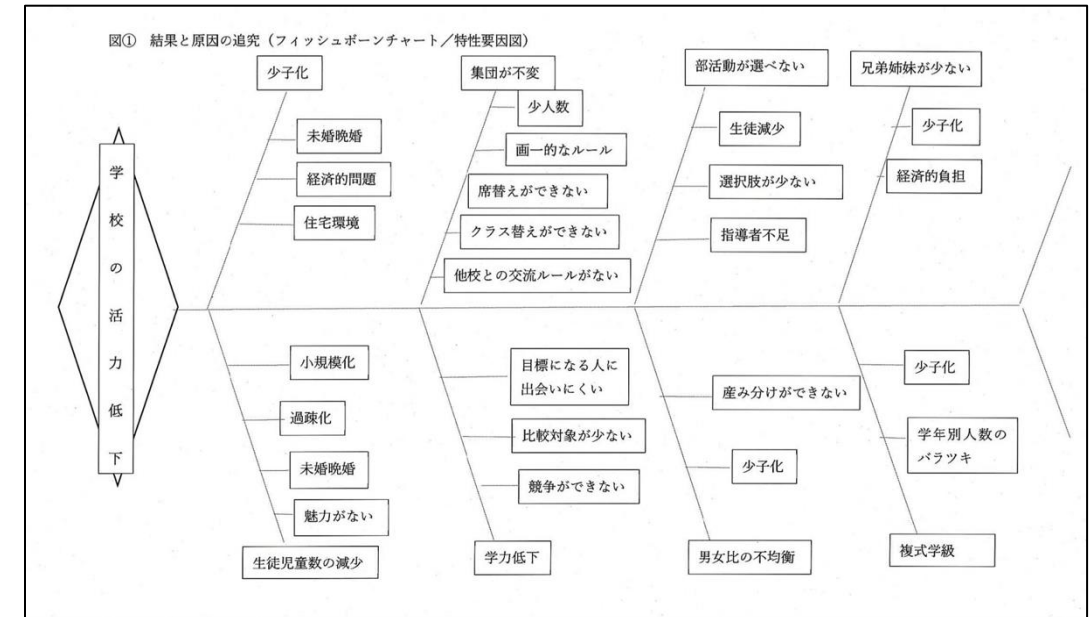 図① 結果と原因の追究（フィッシュボーンチャート／特性要因図）
学校の活力低下
少子化
未婚晩婚
経済的問題
住宅環境
集団が不変
少人数
画一的なルール
席替えができない
クラス替えができない
他校との交流ルールがない
部活動が選べない
生徒減少
選択肢が少ない
指導者不足
兄弟姉妹が少ない
少子化
経済的負担
小規模化
過疎化
未婚晩婚
魅力がない
生徒児童数の減少
目標になる人に
出会いにくい
比較対象が少ない
競争ができない
学力低下
産み分けができない
少子化
男女比の不均衡
少子化
学年別人数の
バラツキ
複式学級